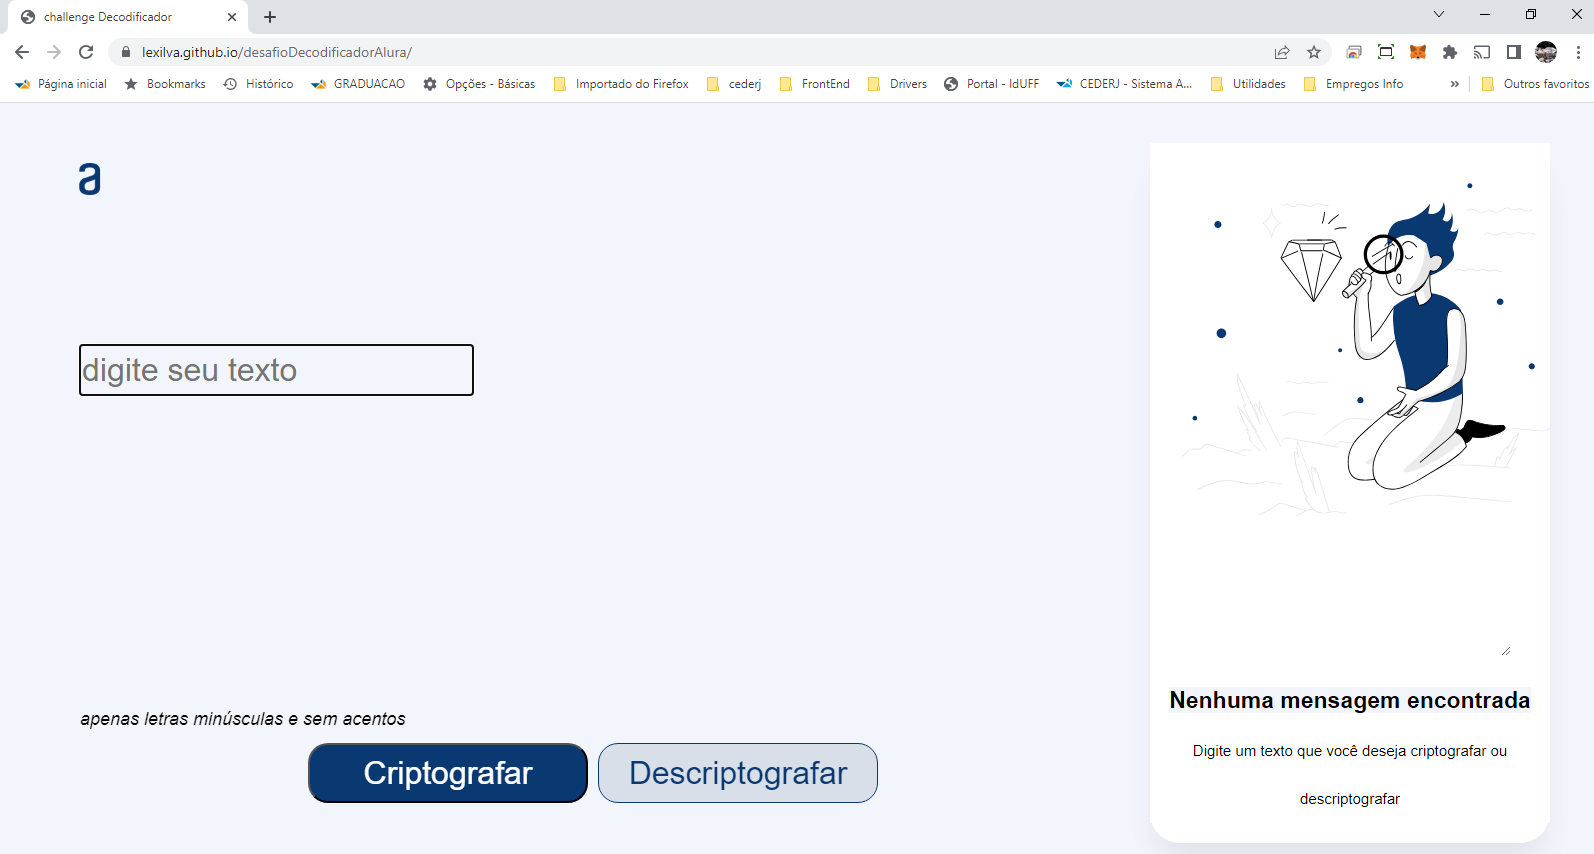 challenge Decodificador
lexilva.github.io/desafioDecodificadorAlura/
Página inicial Bookmarks Histórico GRADUACAO Opções - Básicas Importado do Firefox cederj FrontEnd Drivers Portal - IdUFF CEDERJ - Sistema A... Utilidades Empregos Info » Outros favoritos
a
digite seu texto
apenas letras minúsculas e sem acentos
Criptografar Descriptografar
Nenhuma mensagem encontrada
Digite um texto que você deseja criptografar ou
descriptografar